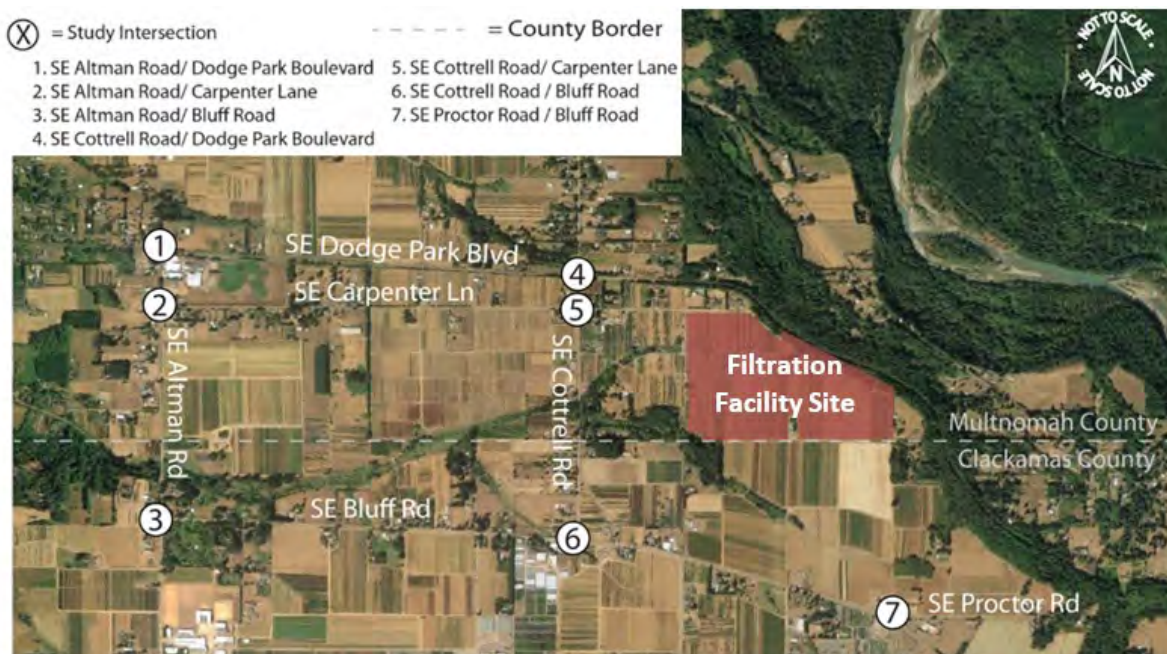 X = Study Intersection
= County Border
1. SE Altman Road/ Dodge Park Boulevard
2. SE Altman Road/ Carpenter Lane
3. SE Altman Road/ Bluff Road
4. SE Cottrell Road/ Dodge Park Boulevard
5. SE Cottrell Road/ Carpenter Lane
6. SE Cottrell Road/ Bluff Road
7. SE Proctor Road / Bluff Road
NOT TO SCALE • NOT TO SCALE •
N
1
SE Dodge Park Blvd
4
SE Carpenter Ln
2
5
SE Altman Rd
SE Cottrell Rd
Filtration
Facility Site
Multnomah County
Clackamas County
SE Bluff Rd
3
6
7
SE Proctor Rd